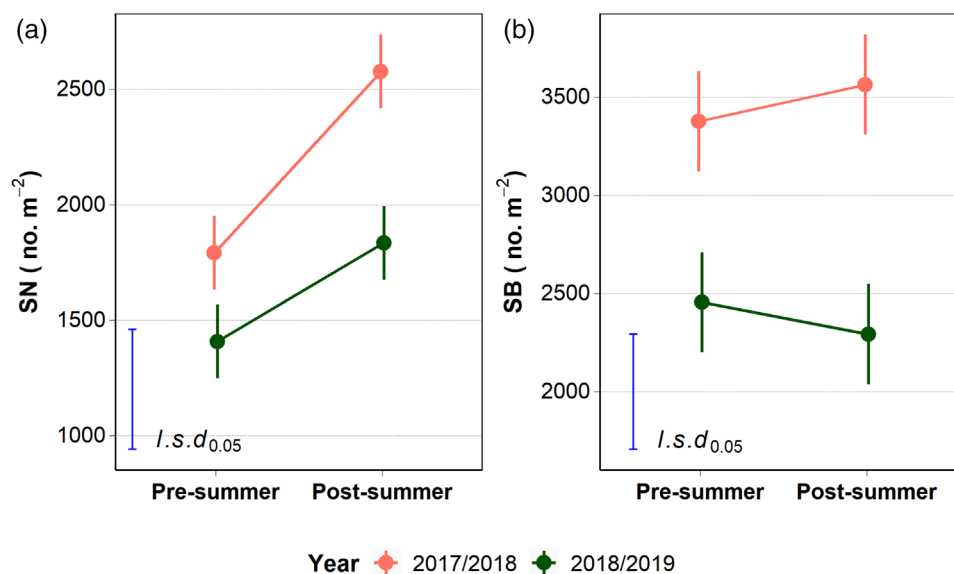 (a)
SN ( no. m⁻²)
2500
2000
1500
1000
l.s.d₀.₀₅
Pre-summer Post-summer
(b)
SB ( no. m⁻²)
3500
3000
2500
2000
l.s.d₀.₀₅
Pre-summer Post-summer
Year 2017/2018 2018/2019